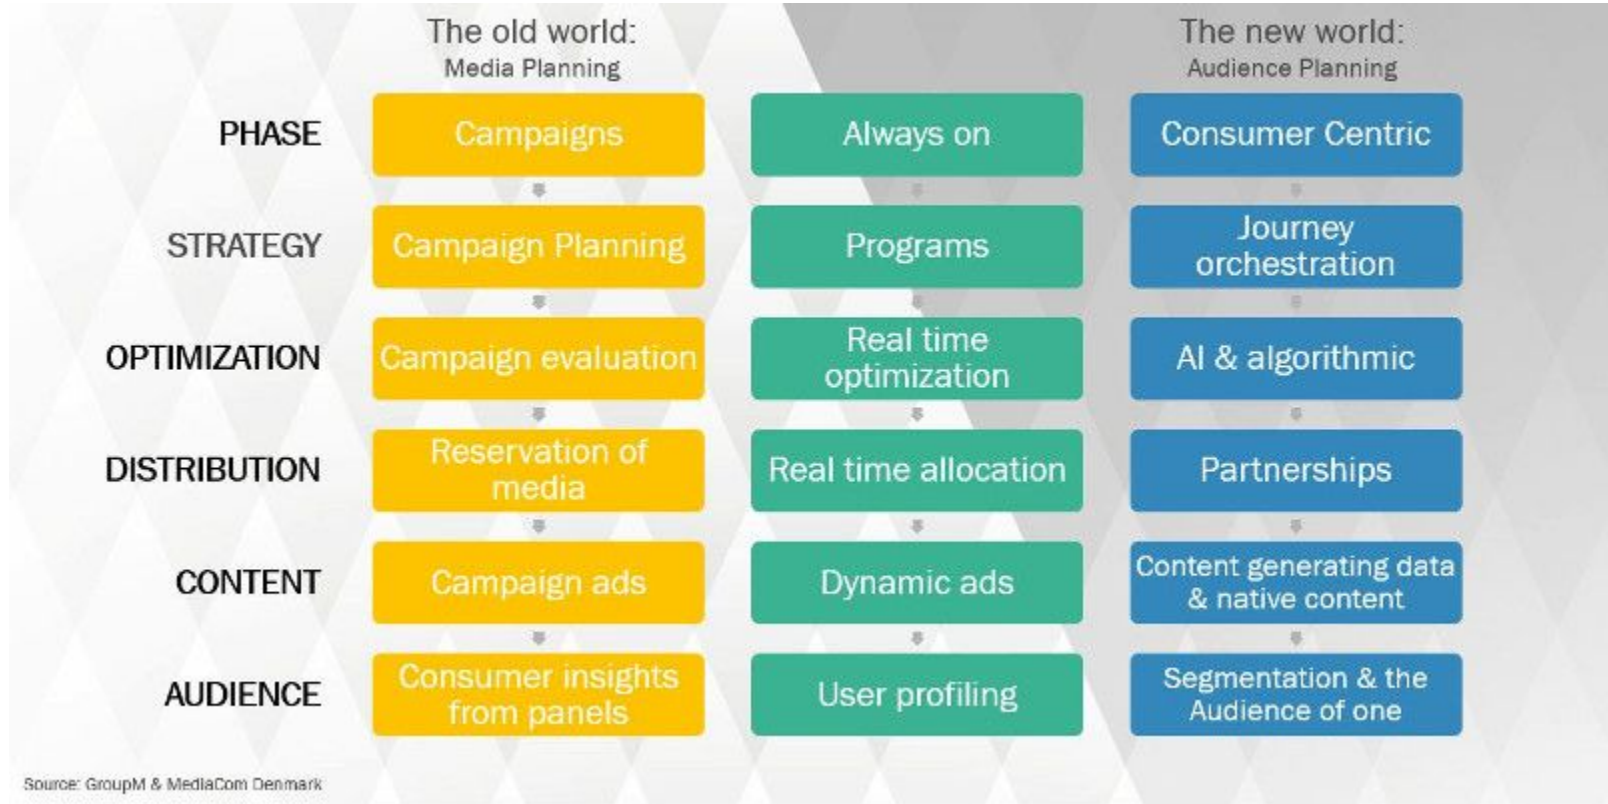 The old world:
Media Planning
The new world:
Audience Planning
PHASE
Campaigns
Always on
Consumer Centric
STRATEGY
Campaign Planning
Programs
Journey
orchestration
OPTIMIZATION
Campaign evaluation
Real time
optimization
AI & algorithmic
DISTRIBUTION
Reservation of
media
Real time allocation
Partnerships
CONTENT
Campaign ads
Dynamic ads
Content generating data
& native content
AUDIENCE
Consumer insights
from panels
User profiling
Segmentation & the
Audience of one
Source: GroupM & MediaCom Denmark